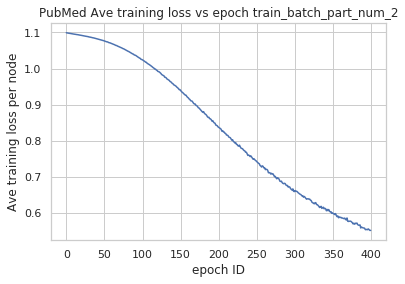 PubMed Ave training loss vs epoch train_batch_part_num_2
1.1
1.0
0.9
0.8
0.7
0.6
Ave training loss per node
0 50 100 150 200 250 300 350 400
epoch ID